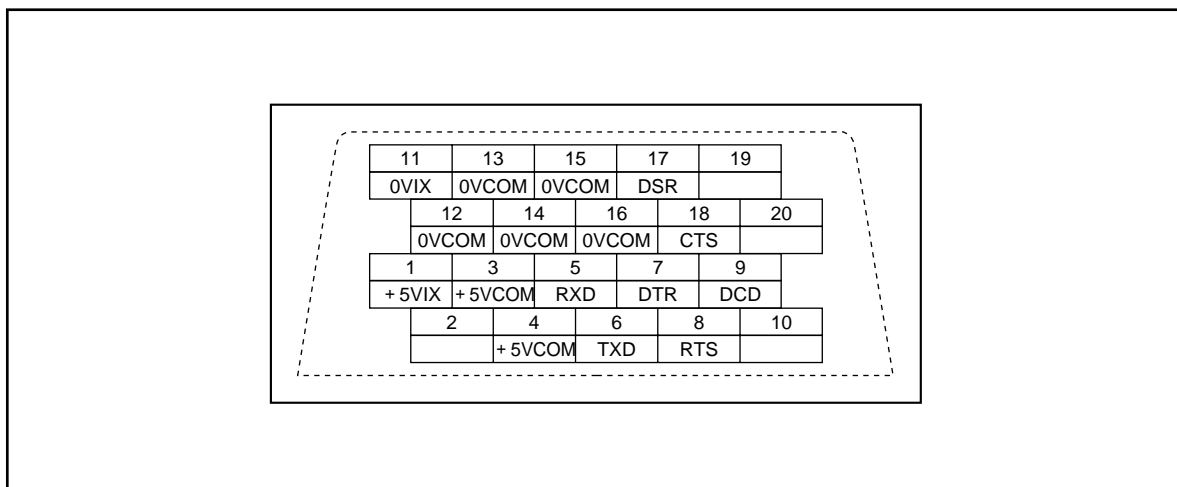 11 13 15 17 19
0VIX 0VCOM 0VCOM DSR
12 14 16 18 20
0VCOM 0VCOM 0VCOM CTS
1 3 5 7 9
+5VIX +5VCOM RXD DTR DCD
2 4 6 8 10
+5VCOM TXD RTS